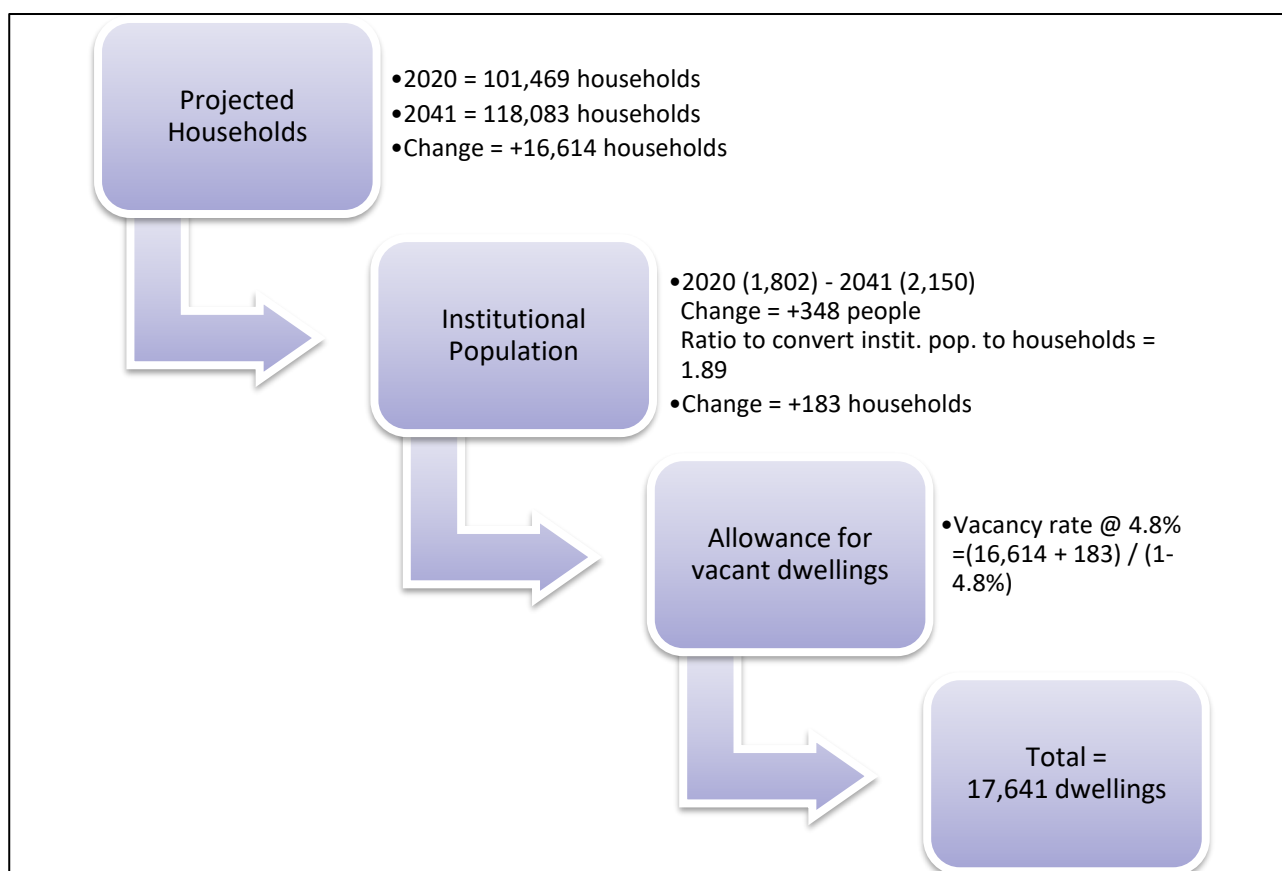 Projected
Households
•2020 = 101,469 households
•2041 = 118,083 households
•Change = +16,614 households
Institutional
Population
•2020 (1,802) - 2041 (2,150)
Change = +348 people
Ratio to convert instit. pop. to households =
1.89
•Change = +183 households
Allowance for
vacant dwellings
•Vacancy rate @ 4.8%
=(16,614 + 183) / (1-
4.8%)
Total =
17,641 dwellings